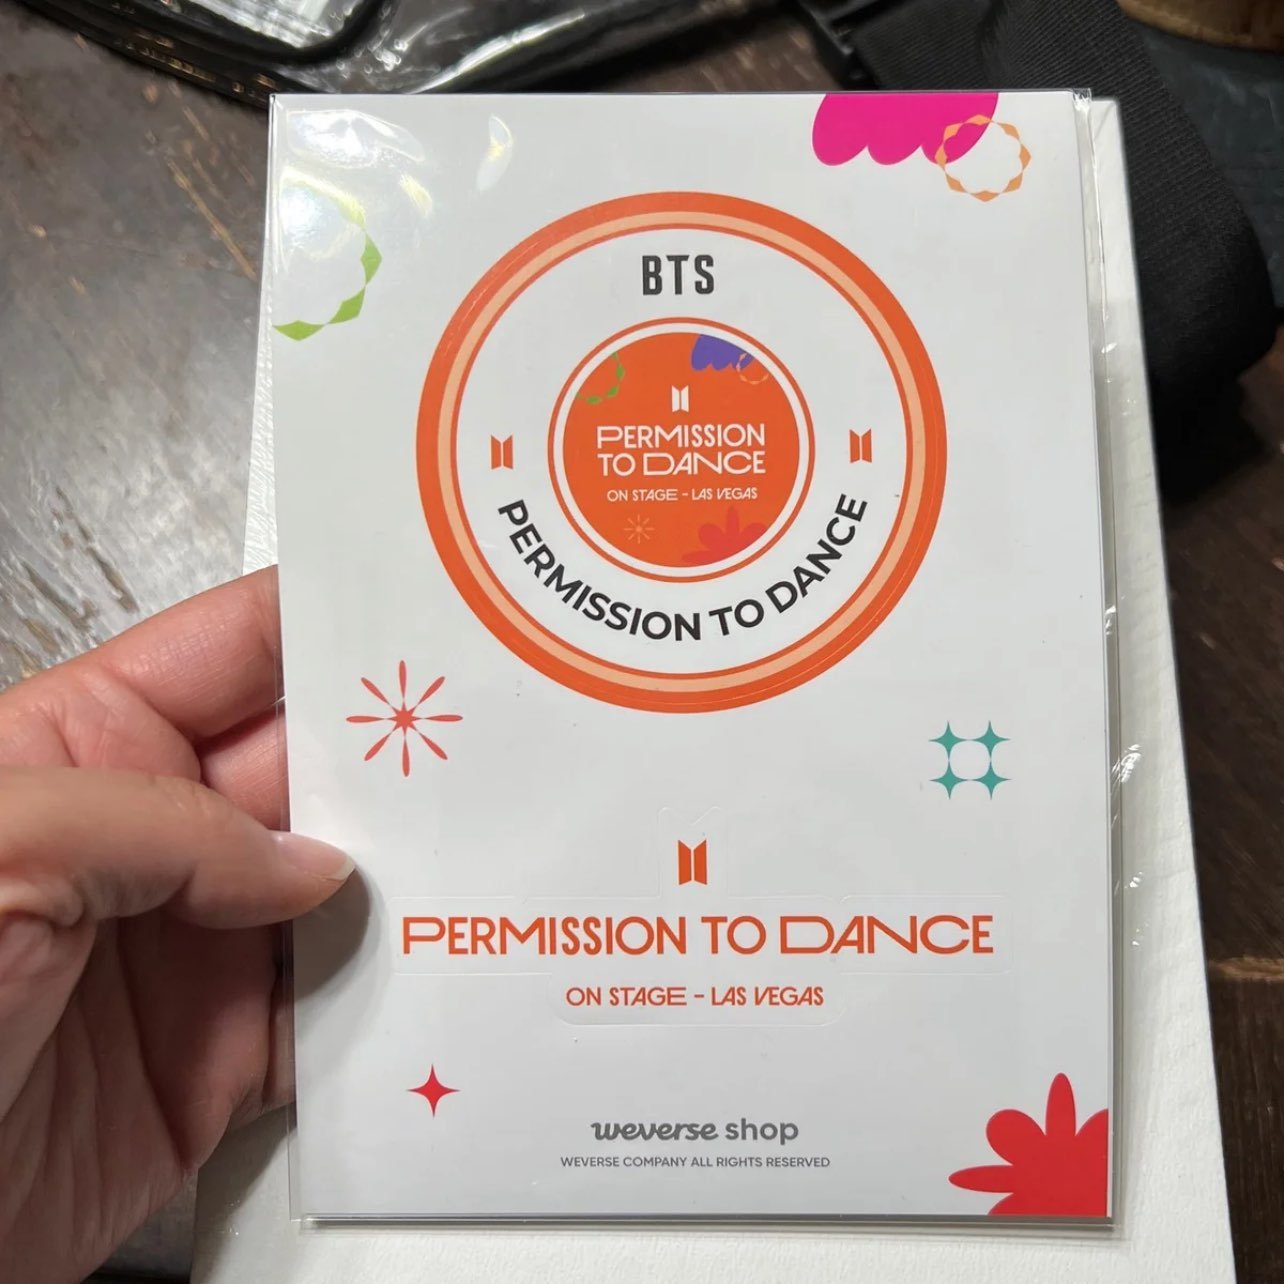 BTS
PERMISSION
TO DANCE
ON STAGE - LAS VEGAS
PERMISSION TO DANCE
PERMISSION TO DANCE
ON STAGE - LAS VEGAS
weverse shop
WEVERSE COMPANY ALL RIGHTS RESERVED